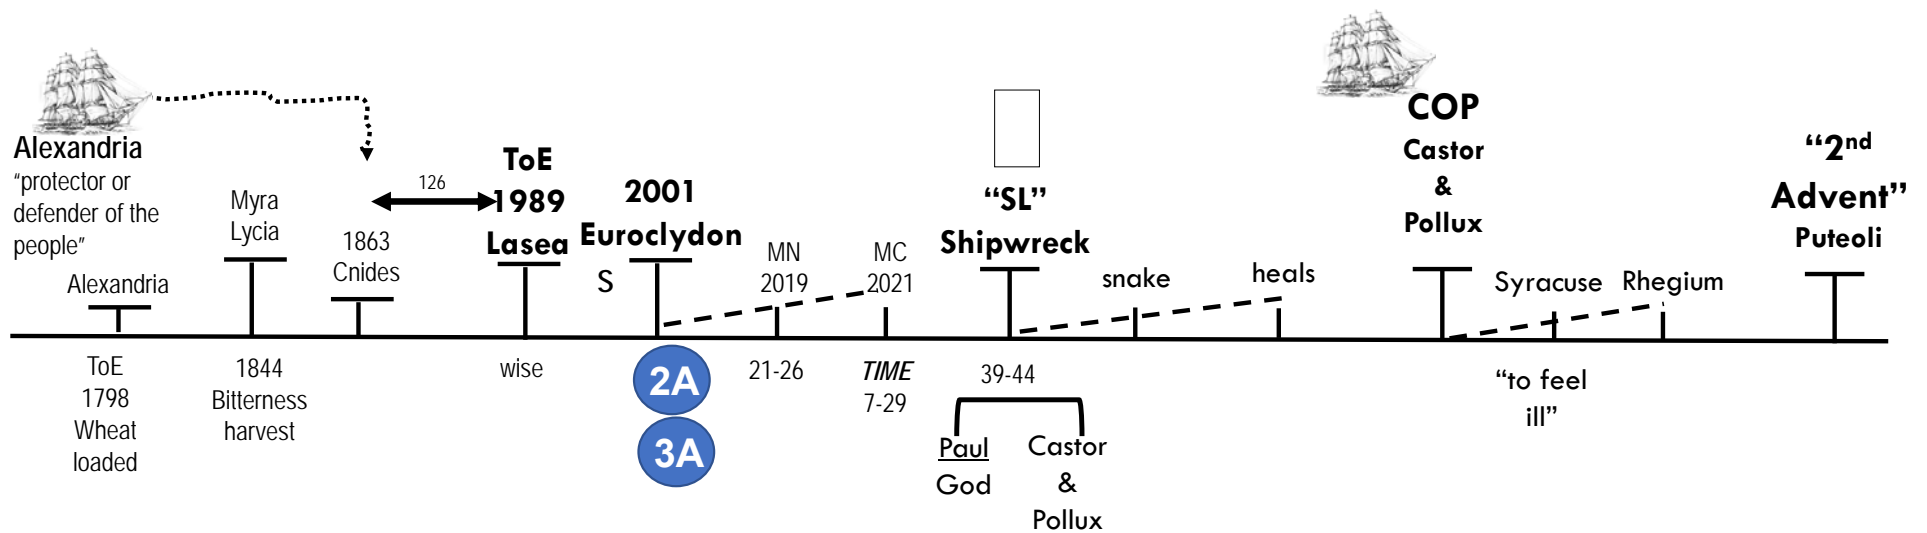 Alexandria
"protector or
defender of the
people"
Alexandria
ToE
1798
Wheat
loaded
Myra
Lycia
1844
Bitterness
harvest
1863
Cnides
126
ToE
1989
Lasea
wise
2001
Euroclydon
S
2A
3A
MN
2019
21-26
MC
2021
TIME
7-29
“SL”
Shipwreck
39-44
Paul
God
Castor
&
Pollux
snake
heals
COP
Castor
&
Pollux
Syracuse
“to feel
ill”
Rhegium
“2nd
Advent”
Puteoli